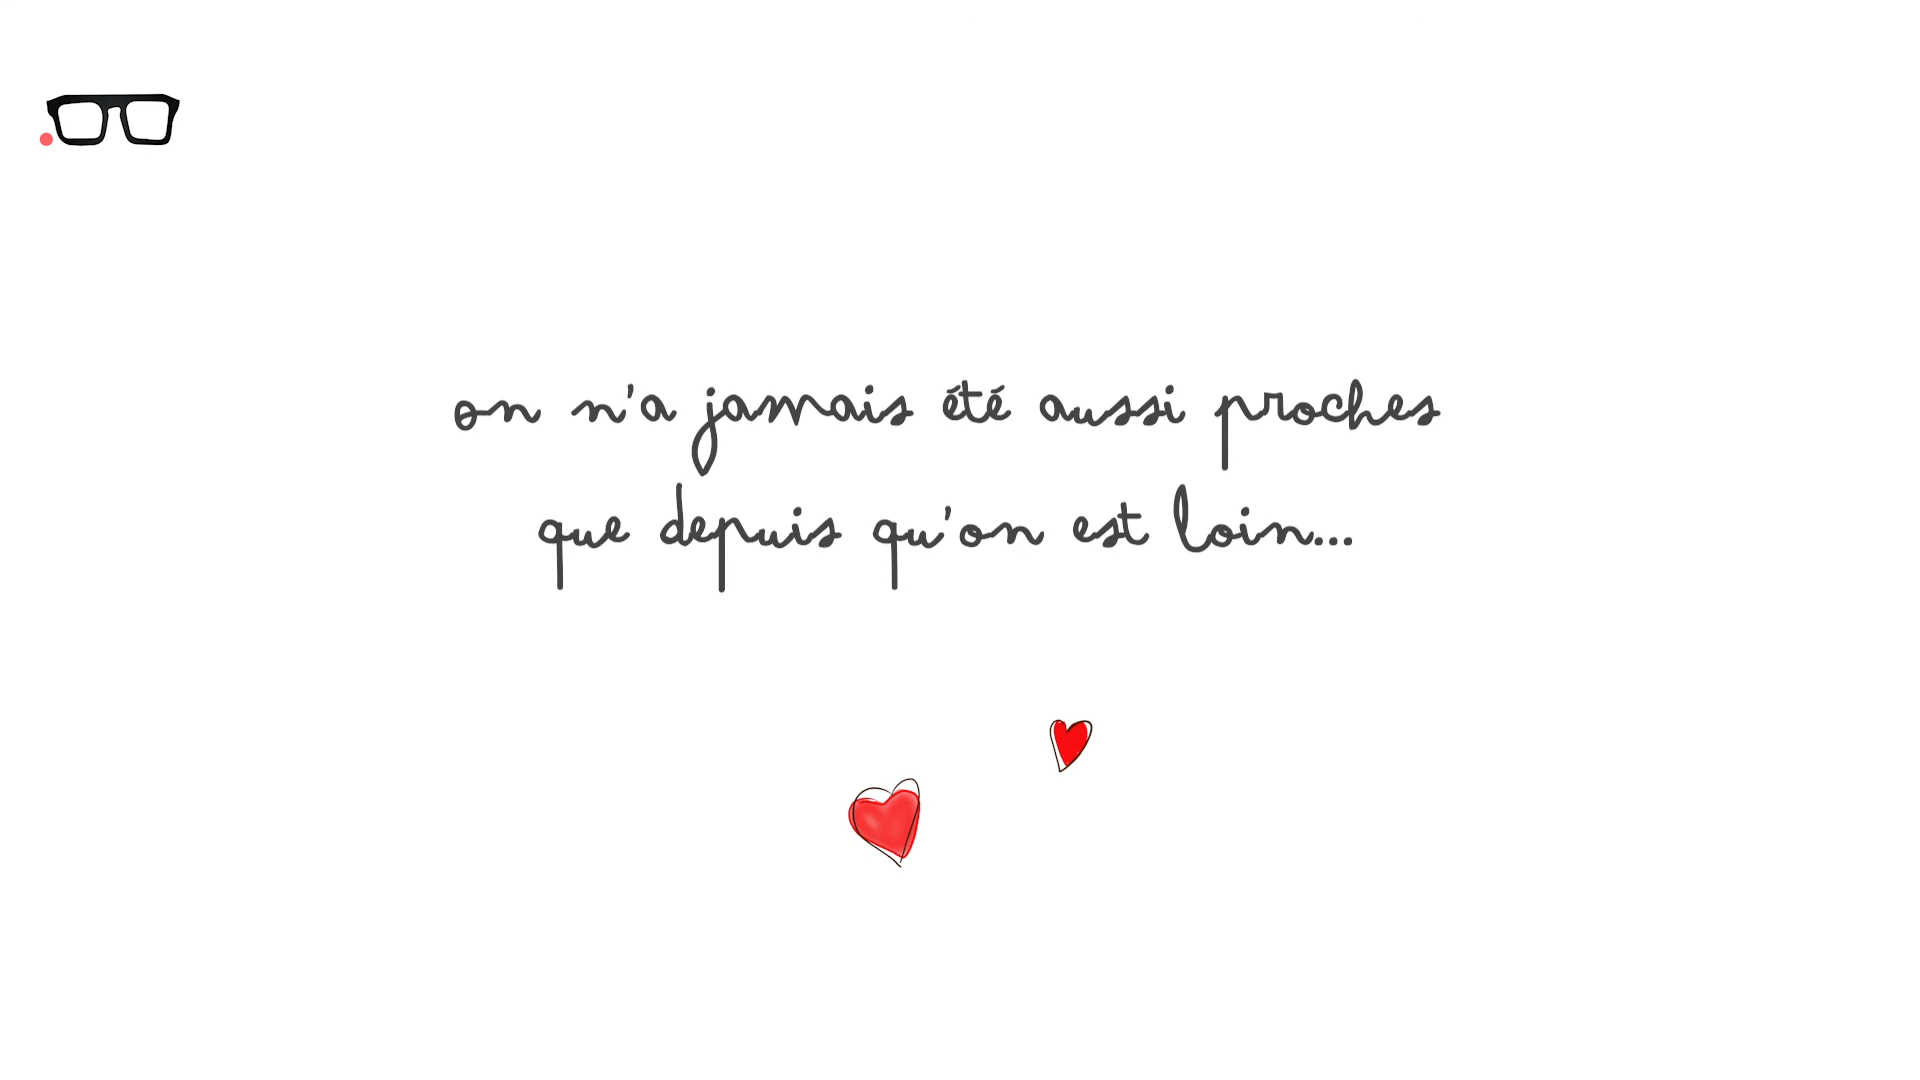 on n'a jamais été aussi proches
que depuis qu'on est loin...